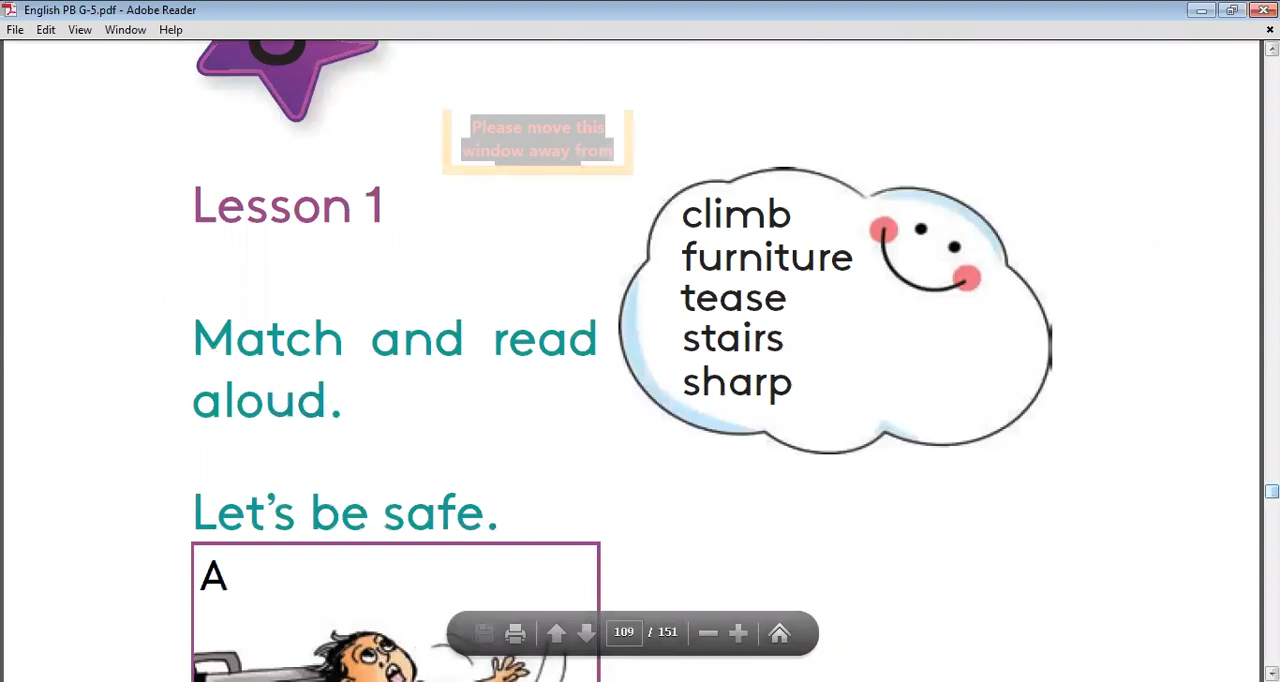 English PB G-5.pdf - Adobe Reader
File Edit View Window Help
Please move this
window away from
Lesson 1
climb
furniture
tease
stairs
sharp
Match and read
aloud.
Let's be safe.
A
109 / 151